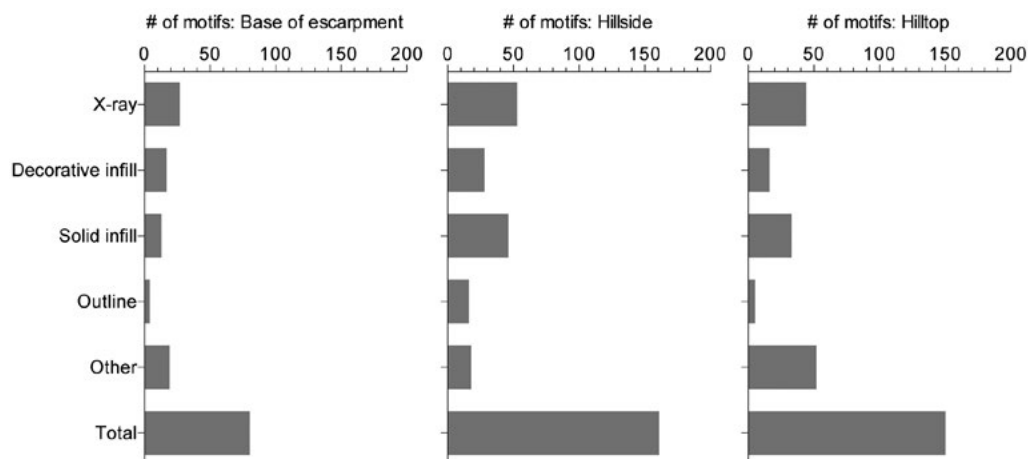 # of motifs: Base of escarpment # of motifs: Hillside # of motifs: Hilltop
0 50 100 150 200 0 50 100 150 200 0 50 100 150 200
X-ray
Decorative infill
Solid infill
Outline
Other
Total